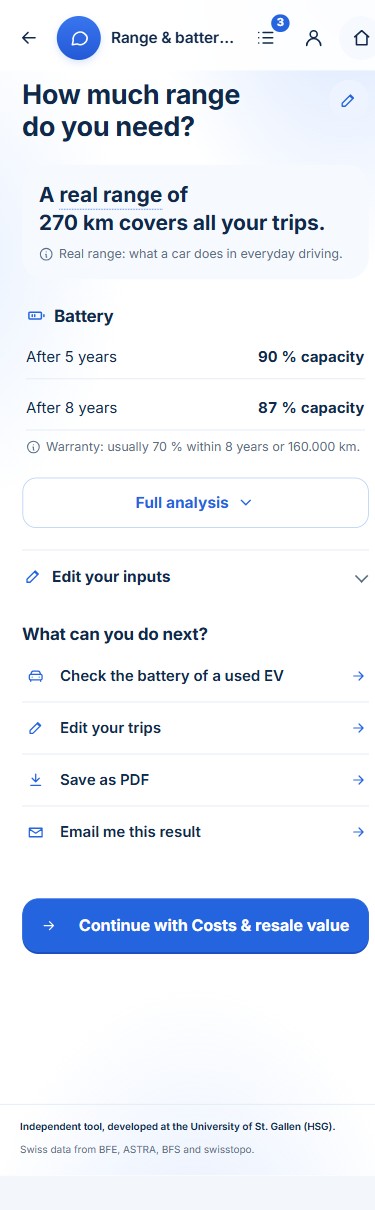 Range & batter…
3
How much range
do you need?
A real range of
270 km covers all your trips.
Real range: what a car does in everyday driving.
Battery
After 5 years
90 % capacity
After 8 years
87 % capacity
Warranty: usually 70 % within 8 years or 160.000 km.
Full analysis
Edit your inputs
What can you do next?
Check the battery of a used EV
Edit your trips
Save as PDF
Email me this result
Continue with Costs & resale value
Independent tool, developed at the University of St. Gallen (HSG).
Swiss data from BFE, ASTRA, BFS and swisstopo.